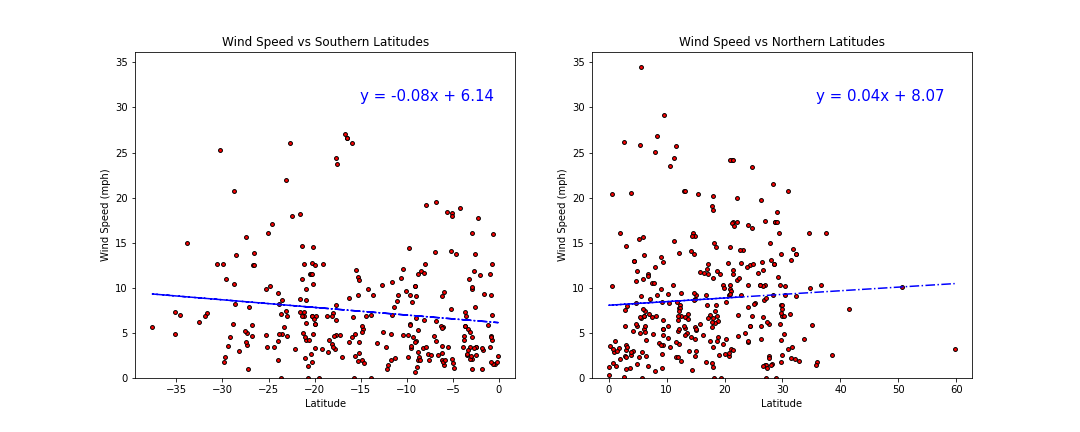 Wind Speed vs Southern Latitudes
y = -0.08x + 6.14
Wind Speed (mph)
35
30
25
20
15
10
5
0
−35 −30 −25 −20 −15 −10 −5 0
Latitude
Wind Speed vs Northern Latitudes
y = 0.04x + 8.07
Wind Speed (mph)
35
30
25
20
15
10
5
0
0 10 20 30 40 50 60
Latitude